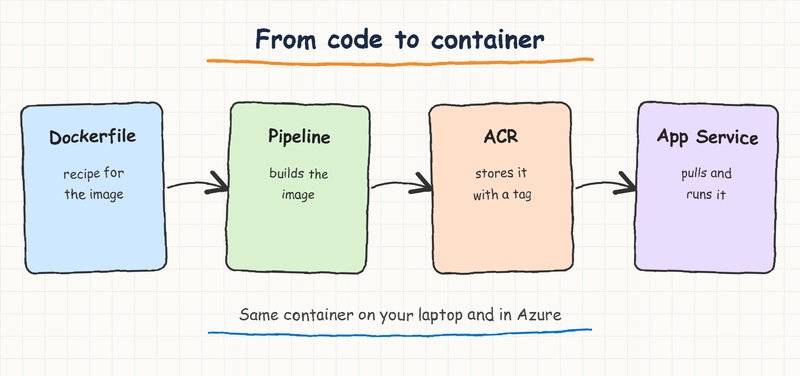 From code to container
Dockerfile
recipe for
the image
Pipeline
builds the
image
ACR
stores it
with a tag
App Service
pulls and
runs it
Same container on your laptop and in Azure